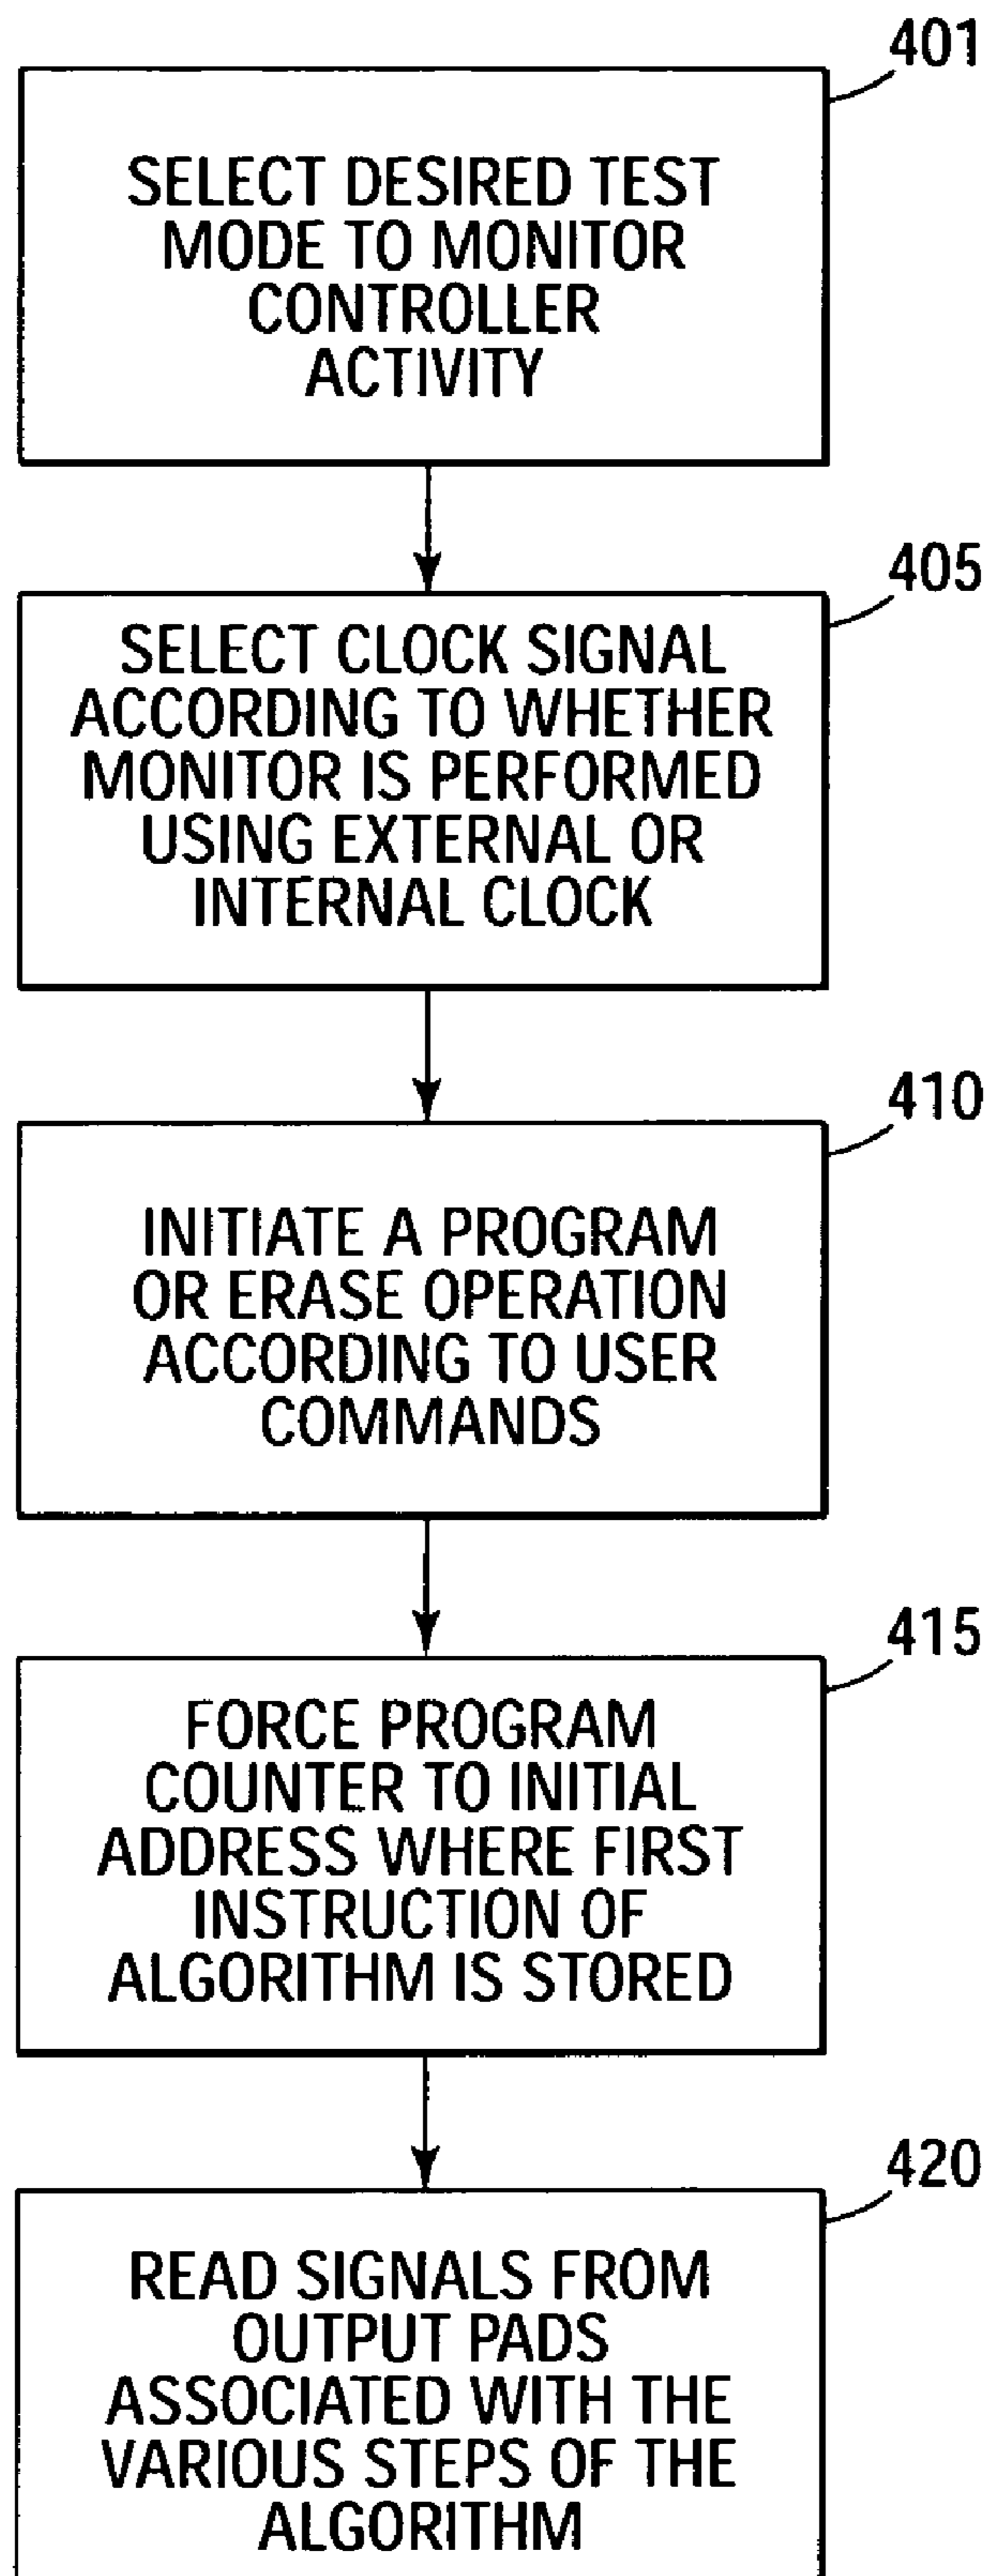 401
SELECT DESIRED TEST
MODE TO MONITOR
CONTROLLER
ACTIVITY
405
SELECT CLOCK SIGNAL
ACCORDING TO WHETHER
MONITOR IS PERFORMED
USING EXTERNAL OR
INTERNAL CLOCK
410
INITIATE A PROGRAM
OR ERASE OPERATION
ACCORDING TO USER
COMMANDS
415
FORCE PROGRAM
COUNTER TO INITIAL
ADDRESS WHERE FIRST
INSTRUCTION OF
ALGORITHM IS STORED
420
READ SIGNALS FROM
OUTPUT PADS
ASSOCIATED WITH THE
VARIOUS STEPS OF THE
ALGORITHM